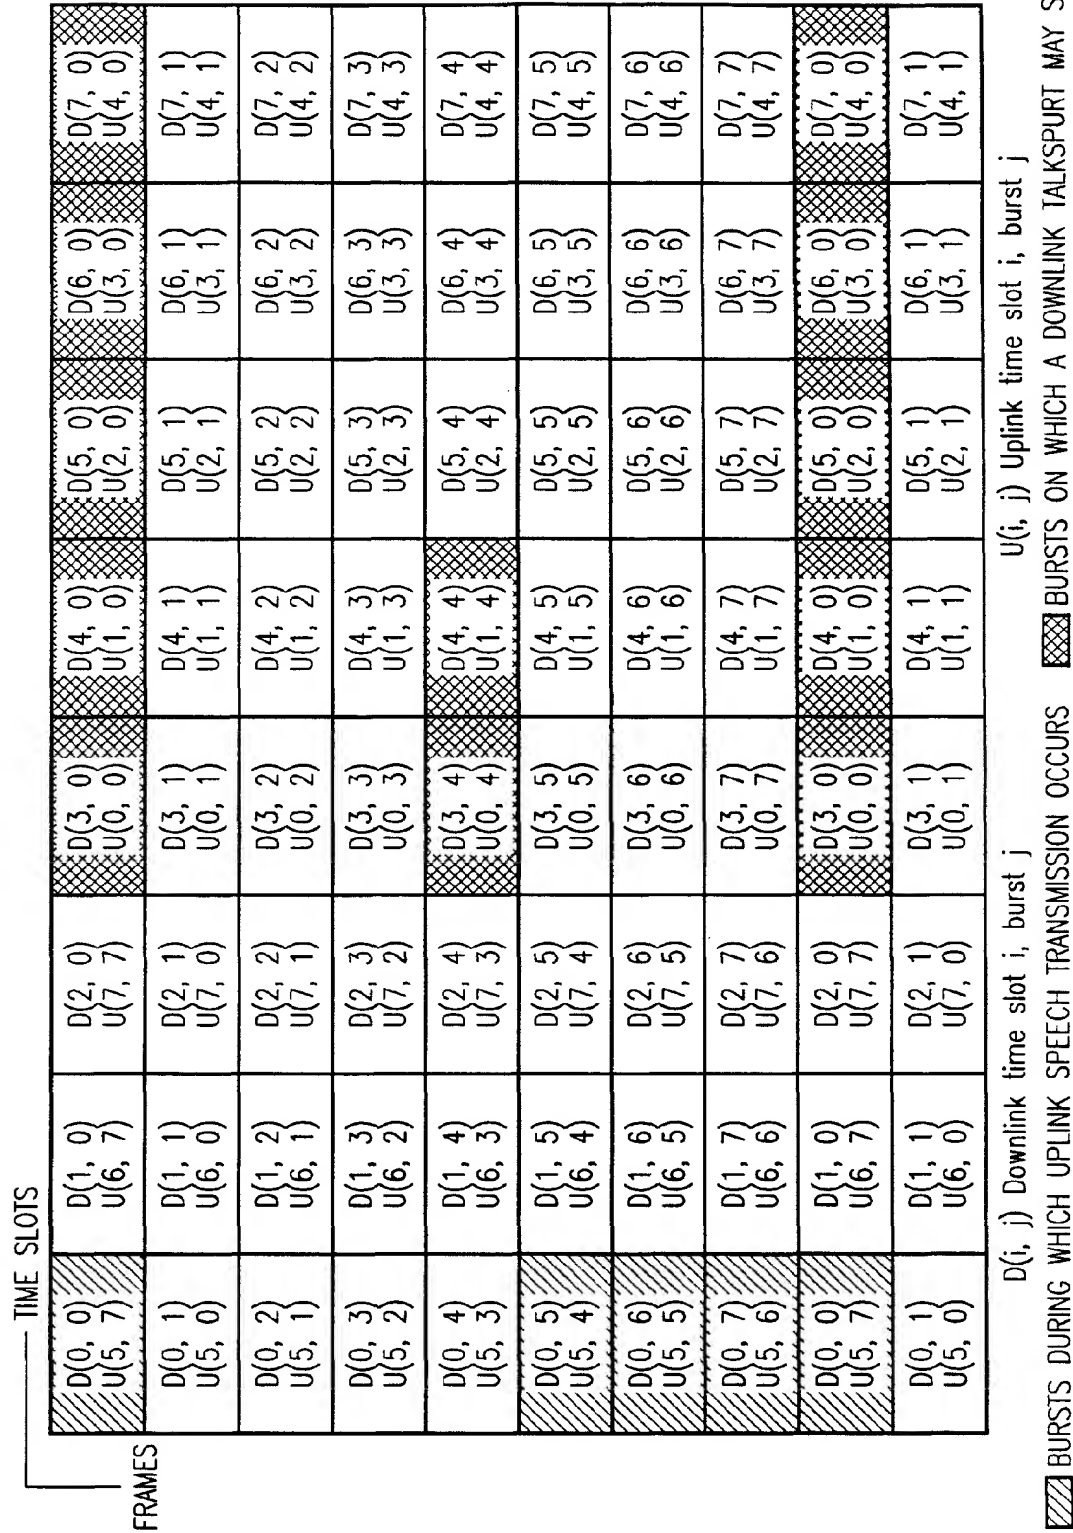 TIME SLOTS
FRAMES
D(0, 0) D(1, 0) D(2, 0) D(3, 0) D(4, 0) D(5, 0) D(6, 0) D(7, 0)
U(5, 7) U(6, 7) U(7, 7) U(0, 0) U(1, 0) U(2, 0) U(3, 0) U(4, 0)
D(0, 1) D(1, 1) D(2, 1) D(3, 1) D(4, 1) D(5, 1) D(6, 1) D(7, 1)
U(5, 0) U(6, 0) U(7, 0) U(0, 1) U(1, 1) U(2, 1) U(3, 1) U(4, 1)
D(0, 2) D(1, 2) D(2, 2) D(3, 2) D(4, 2) D(5, 2) D(6, 2) D(7, 2)
U(5, 1) U(6, 1) U(7, 1) U(0, 2) U(1, 2) U(2, 2) U(3, 2) U(4, 2)
D(0, 3) D(1, 3) D(2, 3) D(3, 3) D(4, 3) D(5, 3) D(6, 3) D(7, 3)
U(5, 2) U(6, 2) U(7, 2) U(0, 3) U(1, 3) U(2, 3) U(3, 3) U(4, 3)
D(0, 4) D(1, 4) D(2, 4) D(3, 4) D(4, 4) D(5, 4) D(6, 4) D(7, 4)
U(5, 3) U(6, 3) U(7, 3) U(0, 4) U(1, 4) U(2, 4) U(3, 4) U(4, 4)
D(0, 5) D(1, 5) D(2, 5) D(3, 5) D(4, 5) D(5, 5) D(6, 5) D(7, 5)
U(5, 4) U(6, 4) U(7, 4) U(0, 5) U(1, 5) U(2, 5) U(3, 5) U(4, 5)
D(0, 6) D(1, 6) D(2, 6) D(3, 6) D(4, 6) D(5, 6) D(6, 6) D(7, 6)
U(5, 5) U(6, 5) U(7, 5) U(0, 6) U(1, 6) U(2, 6) U(3, 6) U(4, 6)
D(0, 7) D(1, 7) D(2, 7) D(3, 7) D(4, 7) D(5, 7) D(6, 7) D(7, 7)
U(5, 6) U(6, 6) U(7, 6) U(0, 7) U(1, 7) U(2, 7) U(3, 7) U(4, 7)
D(0, 0) D(1, 0) D(2, 0) D(3, 0) D(4, 0) D(5, 0) D(6, 0) D(7, 0)
U(5, 7) U(6, 7) U(7, 7) U(0, 0) U(1, 0) U(2, 0) U(3, 0) U(4, 0)
D(0, 1) D(1, 1) D(2, 1) D(3, 1) D(4, 1) D(5, 1) D(6, 1) D(7, 1)
U(5, 0) U(6, 0) U(7, 0) U(0, 1) U(1, 1) U(2, 1) U(3, 1) U(4, 1)
D(i, j) Downlink time slot i, burst j U(i, j) Uplink time slot i, burst j
BURSTS DURING WHICH UPLINK SPEECH TRANSMISSION OCCURS BURSTS ON WHICH A DOWNLINK TALKSPURT MAY